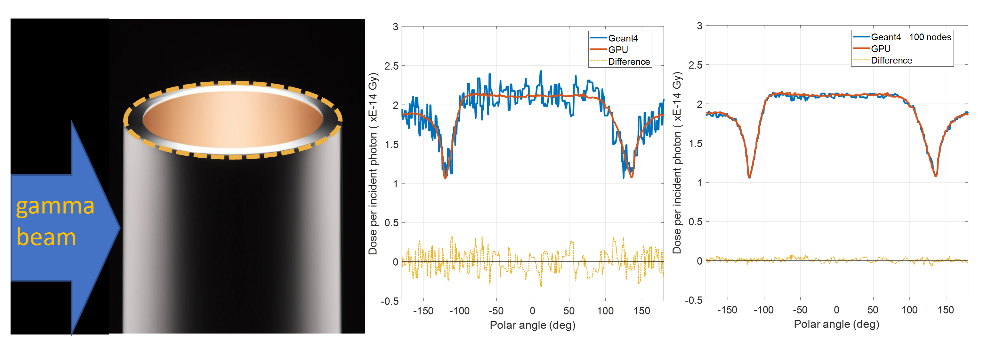 gamma
beam
3
2.5
2
1.5
1
0.5
0
-0.5
-150
-100
-50
0
50
100
150
Dose per incident photon ( xE-14 Gy)
Polar angle (deg)
Geant4
GPU
Difference
3
2.5
2
1.5
1
0.5
0
-0.5
-150
-100
-50
0
50
100
150
Dose per incident photon ( xE-14 Gy)
Polar angle (deg)
Geant4 - 100 nodes
GPU
Difference